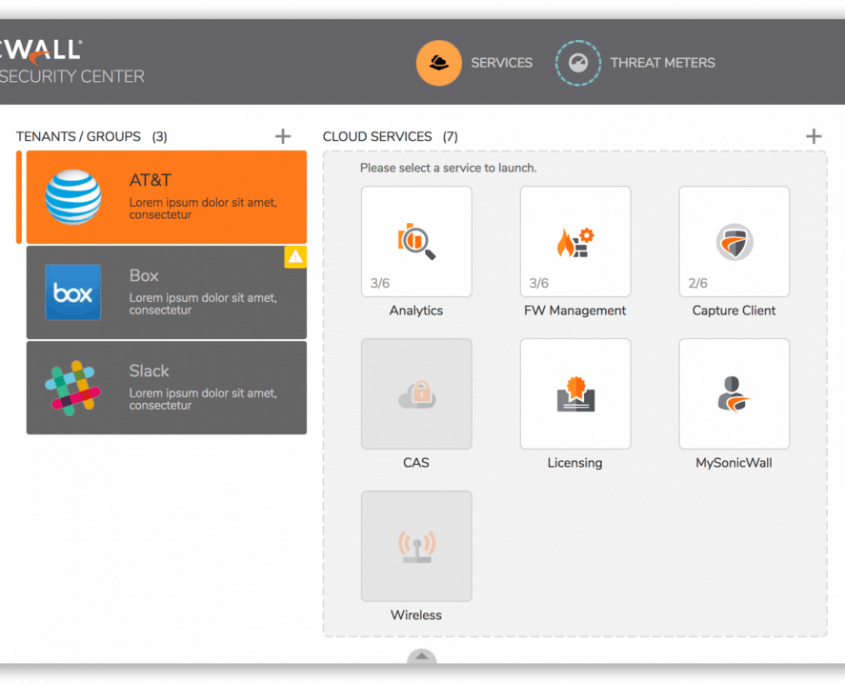 CWALL
SECURITY CENTER
SERVICES
THREAT METERS
TENANTS / GROUPS (3)
+
CLOUD SERVICES (7)
+
AT&T
Lorem ipsum dolor sit amet,
consectetur
box
Box
Lorem ipsum dolor sit amet,
consectetur
Slack
Lorem ipsum dolor sit amet,
consectetur
Please select a service to launch.
3/6
Analytics
3/6
FW Management
2/6
Capture Client
CAS
Licensing
MySonicWall
Wireless